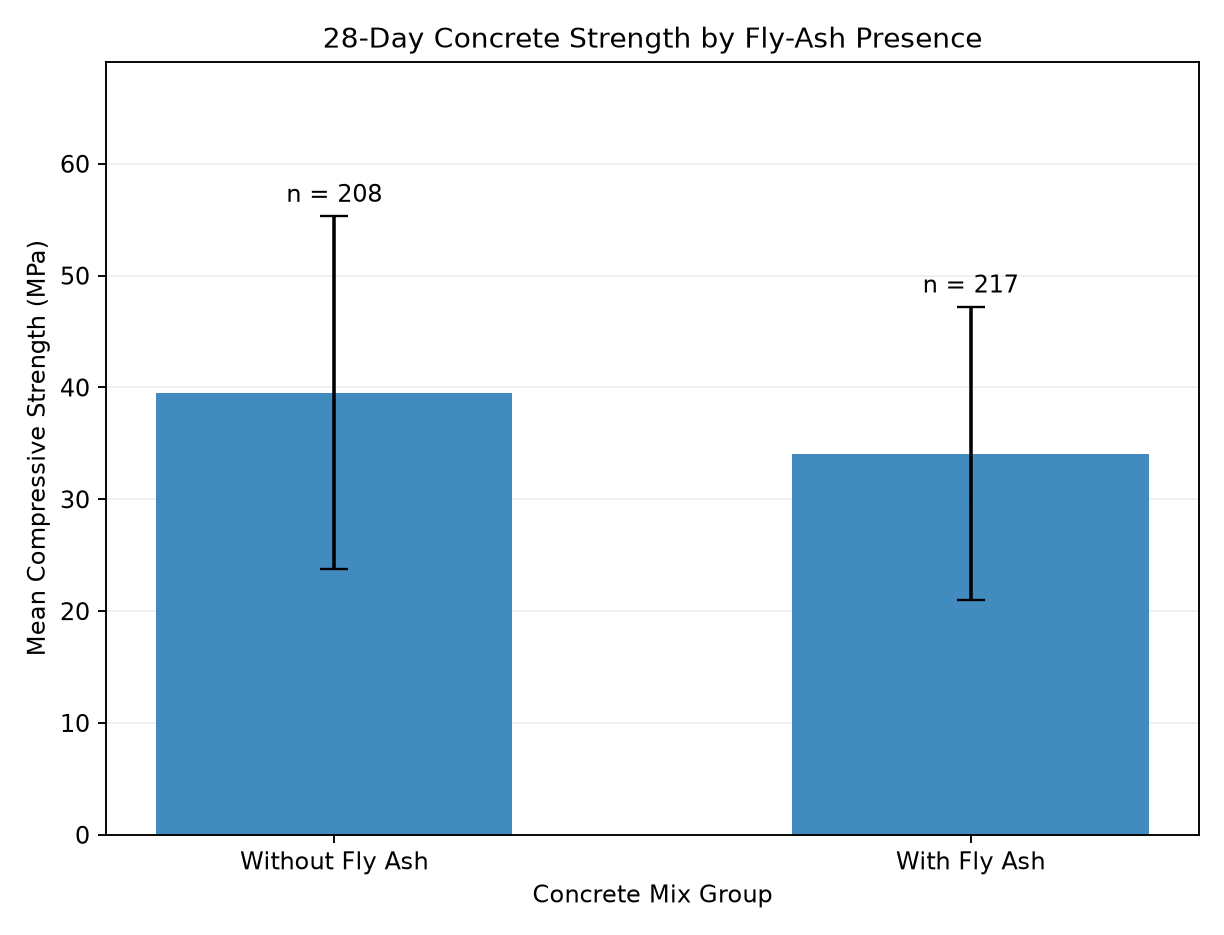 28-Day Concrete Strength by Fly-Ash Presence
Mean Compressive Strength (MPa)
60
50
40
30
20
10
0
n = 208
n = 217
Without Fly Ash
With Fly Ash
Concrete Mix Group